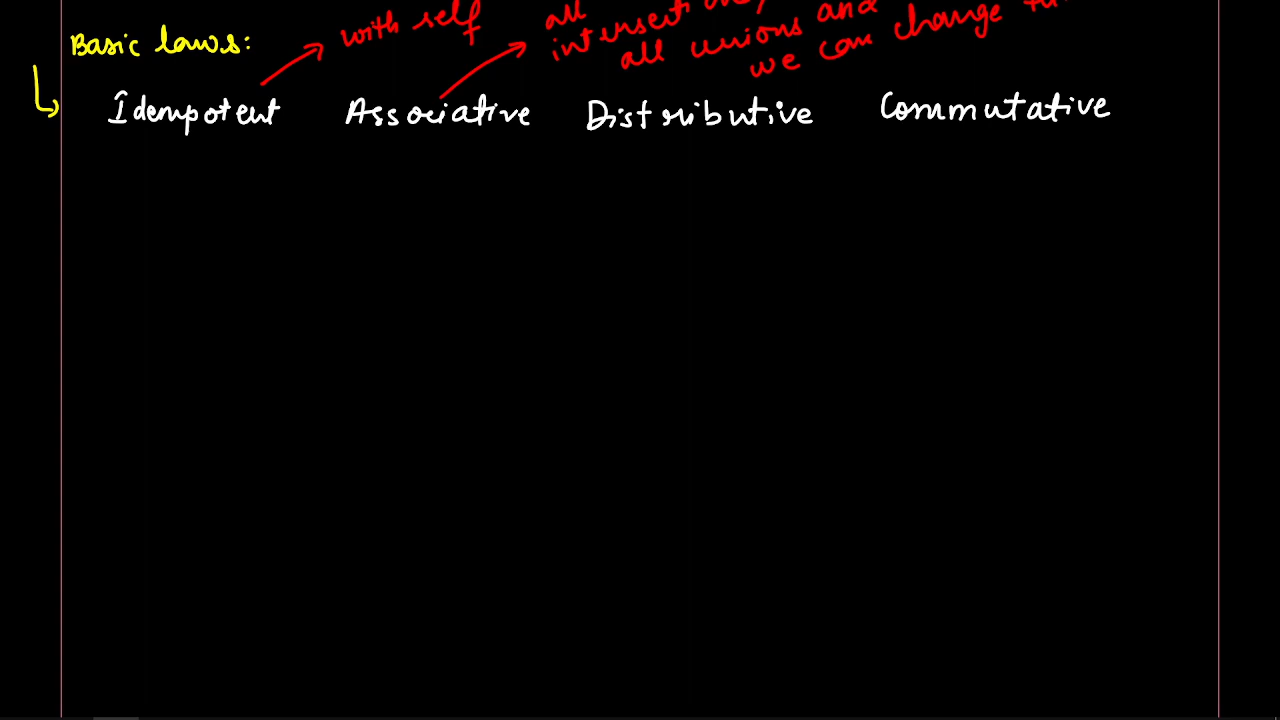 Basic laws:
with self
all
intersection,
all unions and
we can change
Idempotent Associative Distributive Commutative